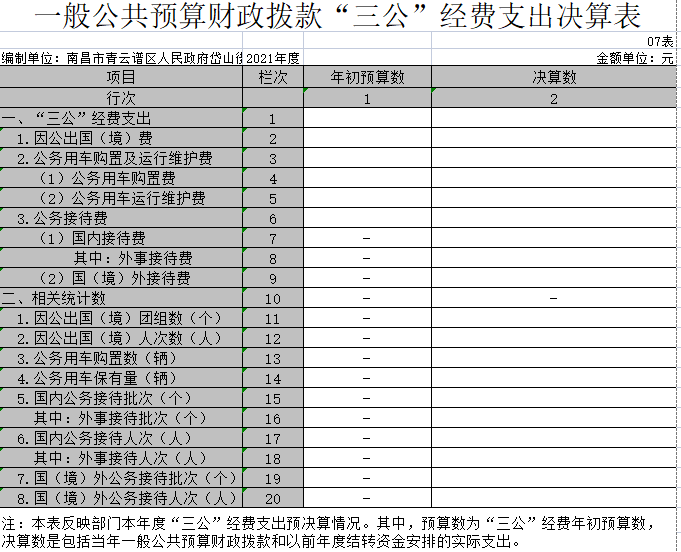 一般公共预算财政拨款“三公”经费支出决算表
07表
编制单位：南昌市青云谱区人民政府岱山街 2021年度 金额单位：元
项目 栏次 年初预算数 决算数
行次 1 2
一、“三公”经费支出 1
1.因公出国（境）费 2
2.公务用车购置及运行维护费 3
（1）公务用车购置费 4
（2）公务用车运行维护费 5
3.公务接待费 6
（1）国内接待费 7 -
其中：外事接待费 8 -
（2）国（境）外接待费 9 -
二、相关统计数 10 - -
1.因公出国（境）团组数（个） 11 -
2.因公出国（境）人次数（人） 12 -
3.公务用车购置数（辆） 13 -
4.公务用车保有量（辆） 14 -
5.国内公务接待批次（个） 15 -
其中：外事接待批次（个） 16 -
6.国内公务接待人次（人） 17 -
其中：外事接待人次（人） 18 -
7.国（境）外公务接待批次（个） 19 -
8.国（境）外公务接待人次（人） 20 -
注：本表反映部门本年度“三公”经费支出预决算情况。其中，预算数为“三公”经费年初预算数，
决算数是包括当年一般公共预算财政拨款和以前年度结转资金安排的实际支出。